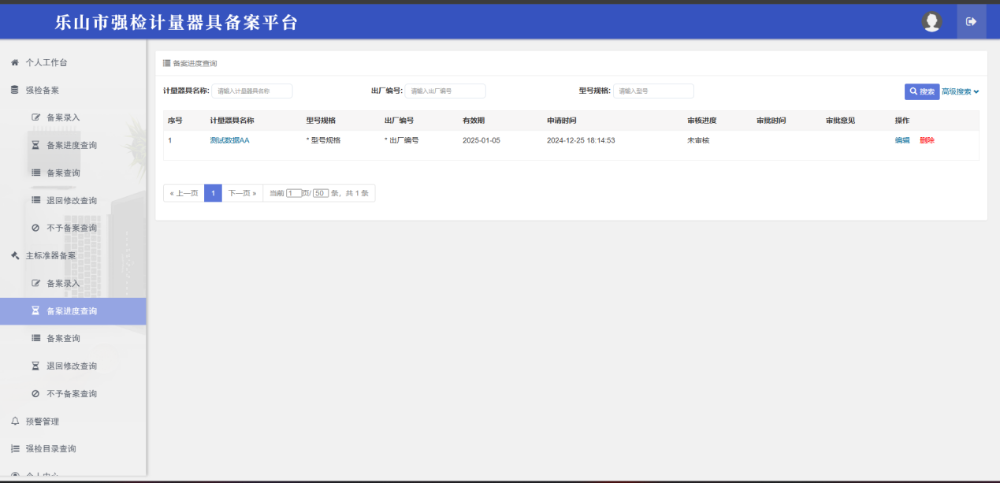 乐山市强检计量器具备案平台
个人工作台
强检备案
备案录入
备案进度查询
备案查询
退回修改查询
不予备案查询
主标准器备案
备案录入
备案进度查询
备案查询
退回修改查询
不予备案查询
预警管理
强检目录查询
个人中心
备案进度查询
计量器具名称: 请输入计量器具名称 出厂编号: 请输入出厂编号 型号规格: 请输入型号 搜索 高级搜索
序号 计量器具名称 型号规格 出厂编号 有效期 申请时间 审核进度 审批时间 审批意见 操作
1 测试数据AA * 型号规格 * 出厂编号 2025-01-05 2024-12-25 18:14:53 未审核 编辑 删除
« 上一页 1 下一页 » 当前 1 页/ 50 条，共 1 条